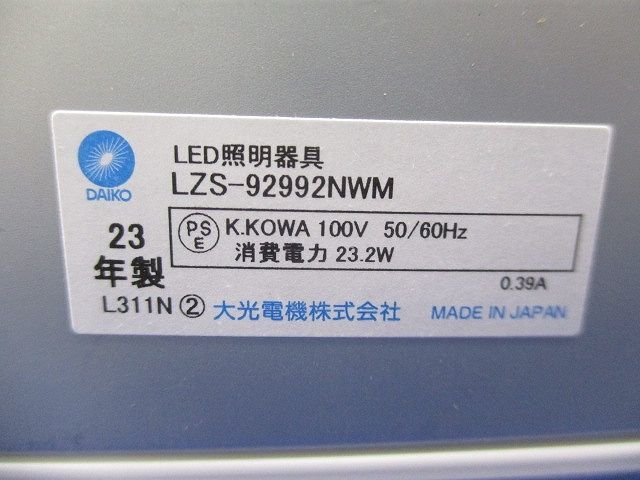 DAIKO
LED照明器具
LZS-92992NWM
PS
E
K.KOWA 100V 50/60Hz
消費電力 23.2W
23
年製
0.39A
L311N ② 大光電機株式会社 MADE IN JAPAN